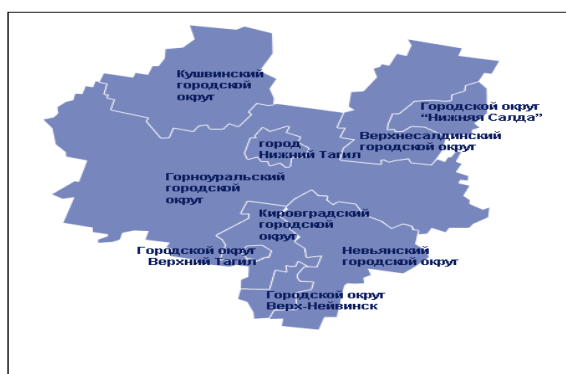 Кушвинский
городской
округ
Городской округ
“Нижняя Салда”
Верхнесалдинский
городской округ
город
Нижний Тагил
Горноуральский
городской
округ
Кировградский
городской
округ
Городской округ
Верхний Тагил
Невьянский
городской округ
Городской округ
Верх-Нейвинск